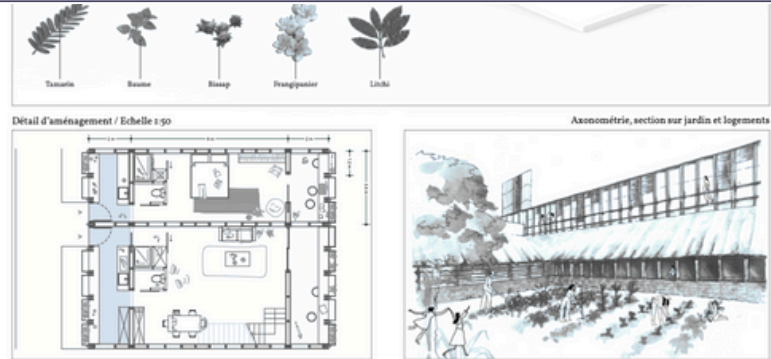 Tamarin
Baume
Bissap
Frangipanier
Litchi
Détail d'aménagement / Echelle 1:50
Axonométrie, section sur jardin et logements